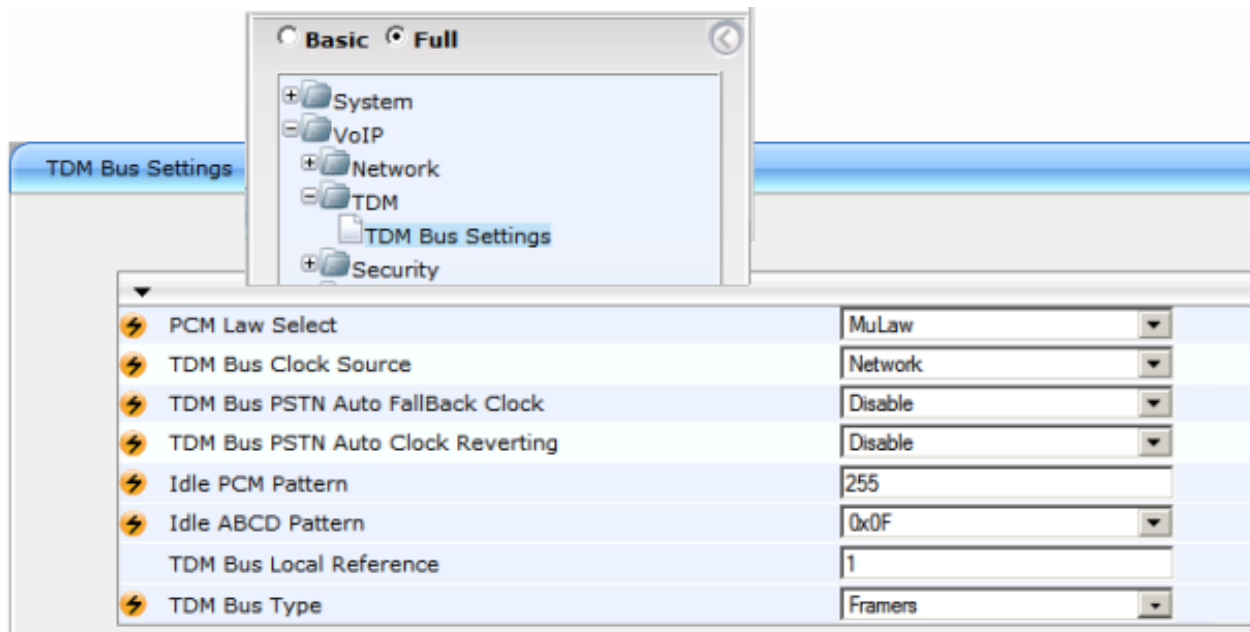 Basic Full
System
VoIP
Network
TDM
TDM Bus Settings
Security
TDM Bus Settings
PCM Law Select MuLaw
TDM Bus Clock Source Network
TDM Bus PSTN Auto FallBack Clock Disable
TDM Bus PSTN Auto Clock Reverting Disable
Idle PCM Pattern 255
Idle ABCD Pattern 0x0F
TDM Bus Local Reference 1
TDM Bus Type Framers